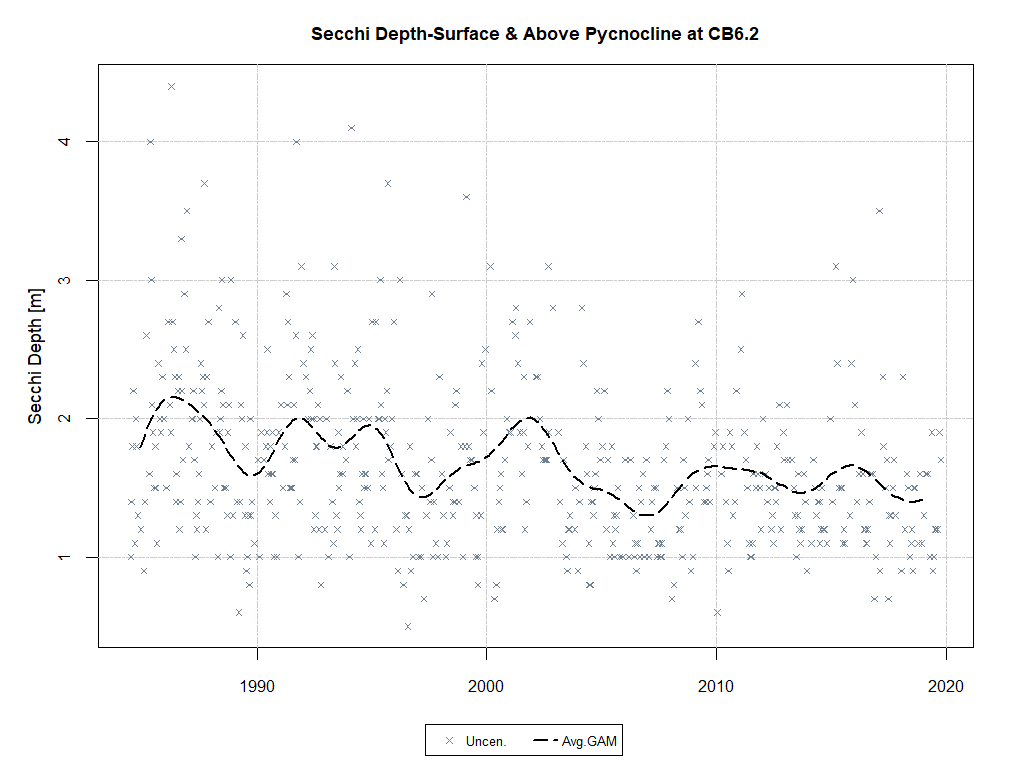 Secchi Depth-Surface & Above Pycnocline at CB6.2
Secchi Depth [m]
4
3
2
1
1990 2000 2010 2020
Uncen. Avg.GAM